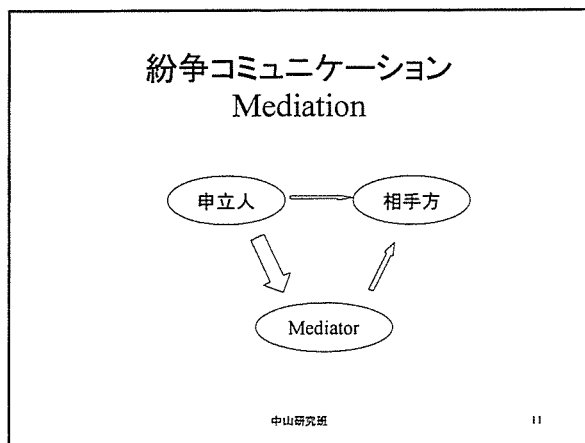 紛争コミュニケーション
Mediation
申立人
相手方
Mediator
中山研究班
11